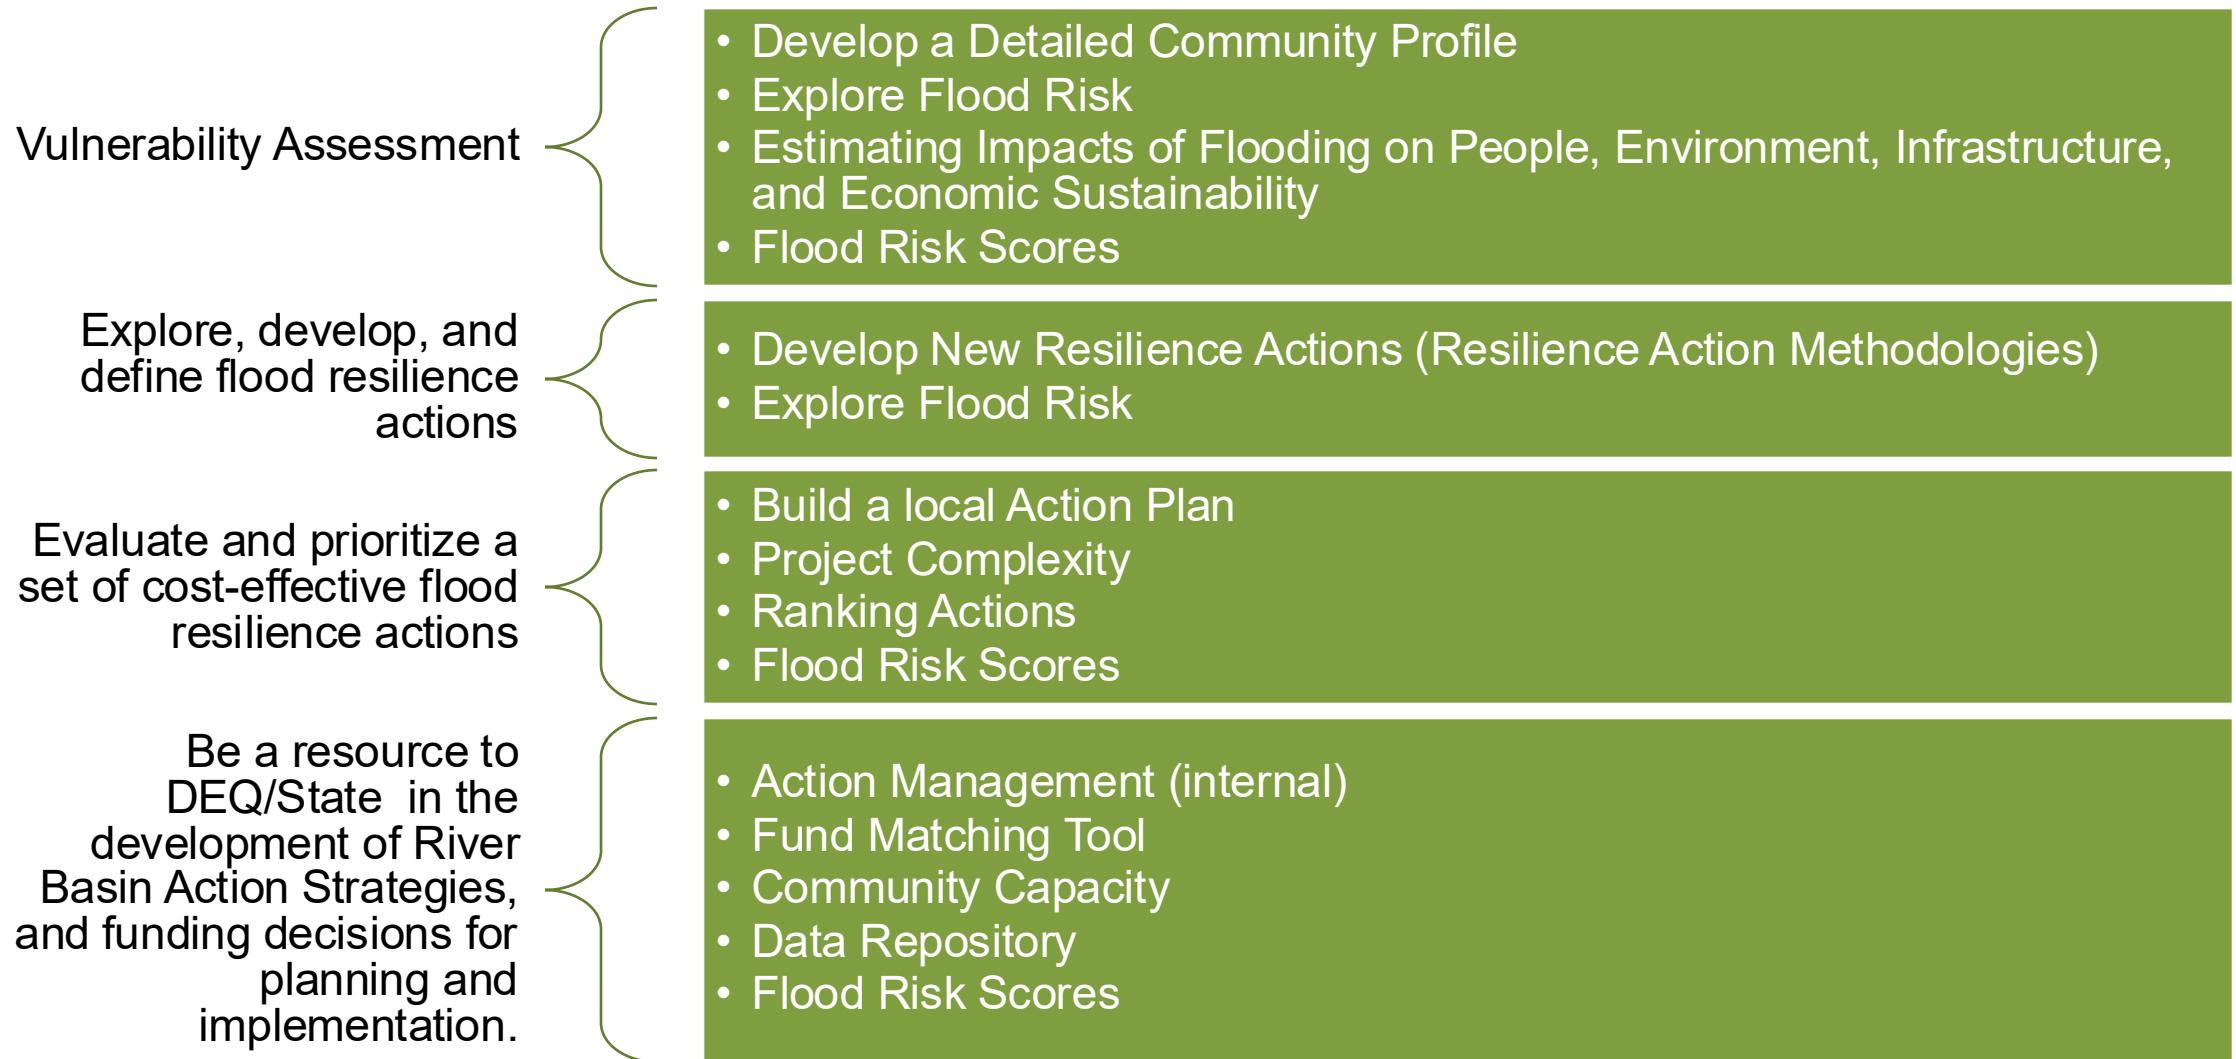 Vulnerability Assessment
• Develop a Detailed Community Profile
• Explore Flood Risk
• Estimating Impacts of Flooding on People, Environment, Infrastructure,
and Economic Sustainability
• Flood Risk Scores
Explore, develop, and
define flood resilience
actions
• Develop New Resilience Actions (Resilience Action Methodologies)
• Explore Flood Risk
Evaluate and prioritize a
set of cost-effective flood
resilience actions
• Build a local Action Plan
• Project Complexity
• Ranking Actions
• Flood Risk Scores
Be a resource to
DEQ/State  in the
development of River
Basin Action Strategies,
and funding decisions for
planning and
implementation.
• Action Management (internal)
• Fund Matching Tool
• Community Capacity
• Data Repository
• Flood Risk Scores